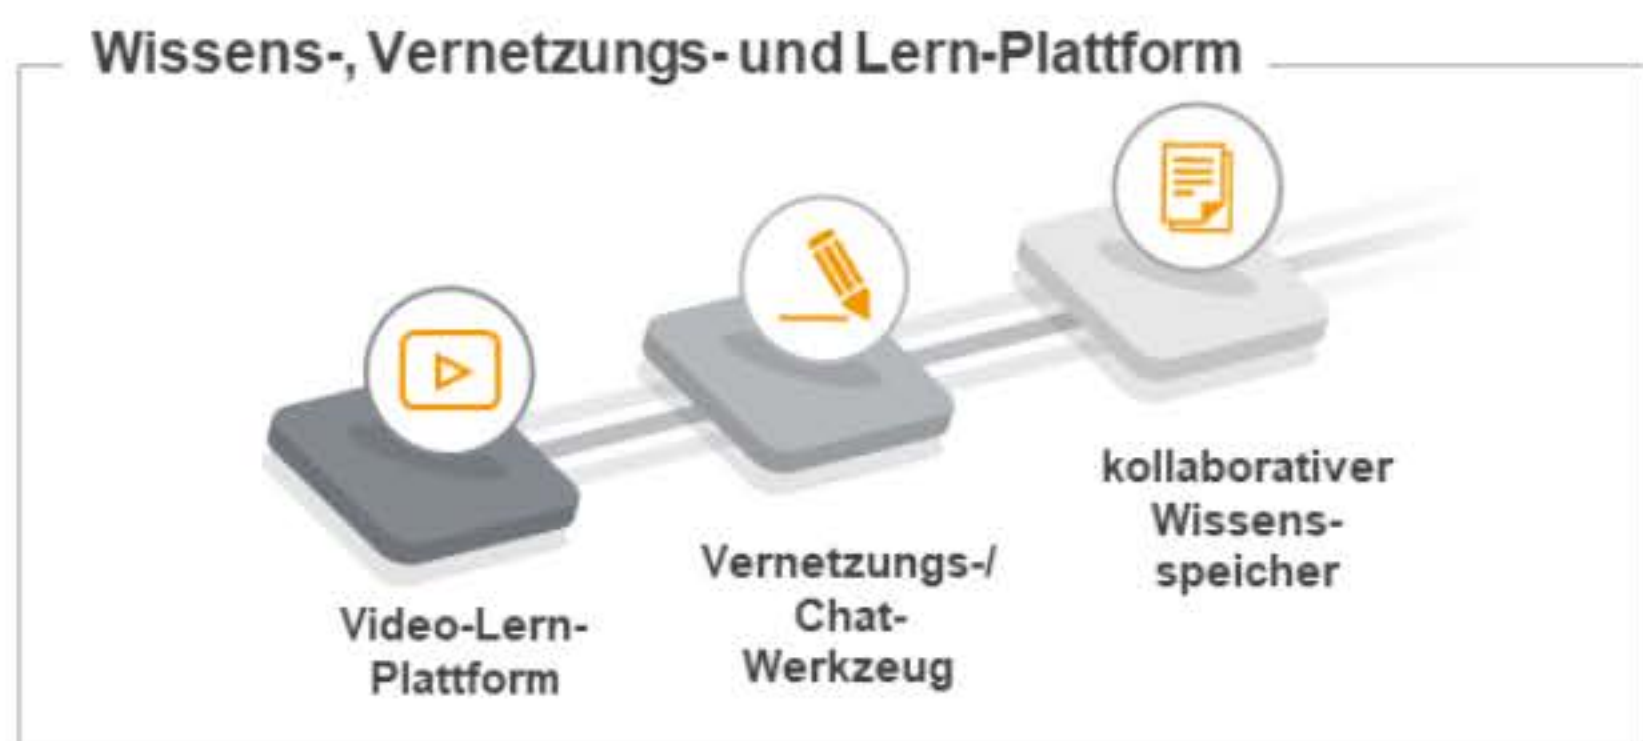 Wissens-, Vernetzungs- und Lern-Plattform
Video-Lern-
Plattform
Vernetzungs-/
Chat-
Werkzeug
kollaborativer
Wissens-
speicher